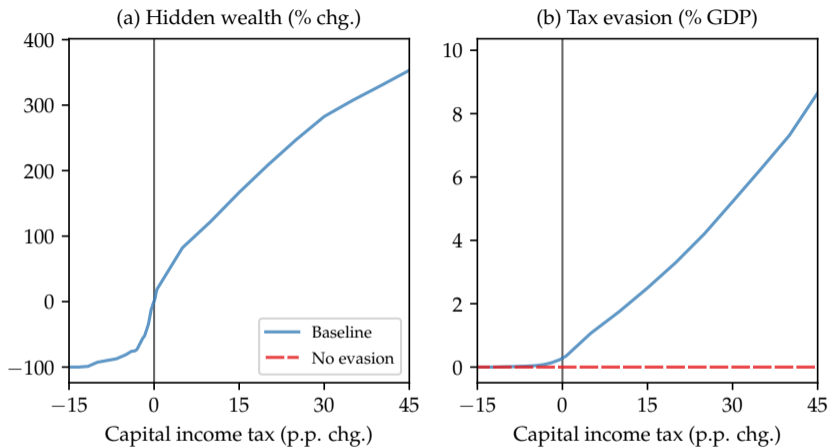 (a) Hidden wealth (% chg.)
400
300
200
100
0
−100
−15 0 15 30 45
Capital income tax (p.p. chg.)
Baseline
No evasion
(b) Tax evasion (% GDP)
10
8
6
4
2
0
−15 0 15 30 45
Capital income tax (p.p. chg.)